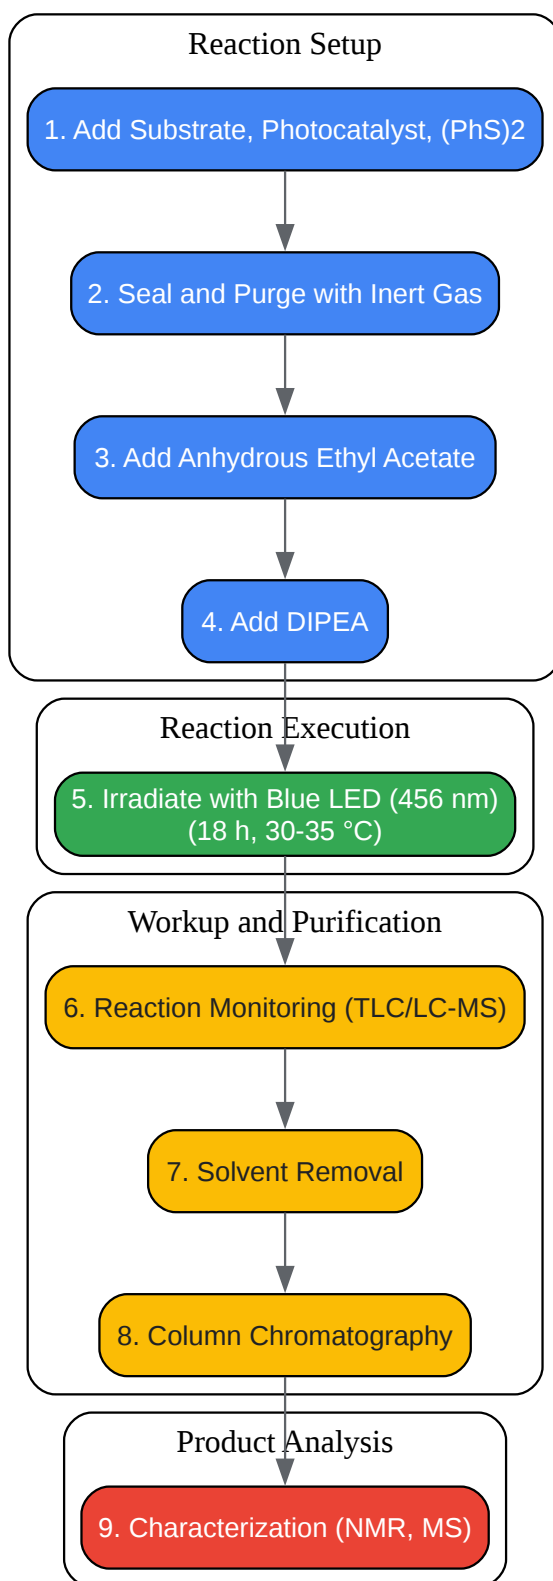 Reaction Setup
1. Add Substrate, Photocatalyst, (PhS)2
2. Seal and Purge with Inert Gas
3. Add Anhydrous Ethyl Acetate
4. Add DIPEA
Reaction Execution
5. Irradiate with Blue LED (456 nm)
(18 h, 30-35 °C)
Workup and Purification
6. Reaction Monitoring (TLC/LC-MS)
7. Solvent Removal
8. Column Chromatography
Product Analysis
9. Characterization (NMR, MS)